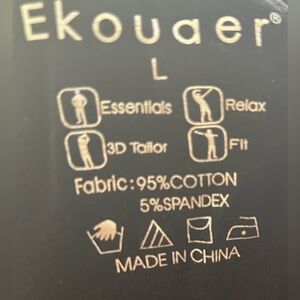 Ekouaer®
L
Essentials Relax
3D Tailor Fit
Fabric:95%COTTON
5%SPANDEX
MADE IN CHINA